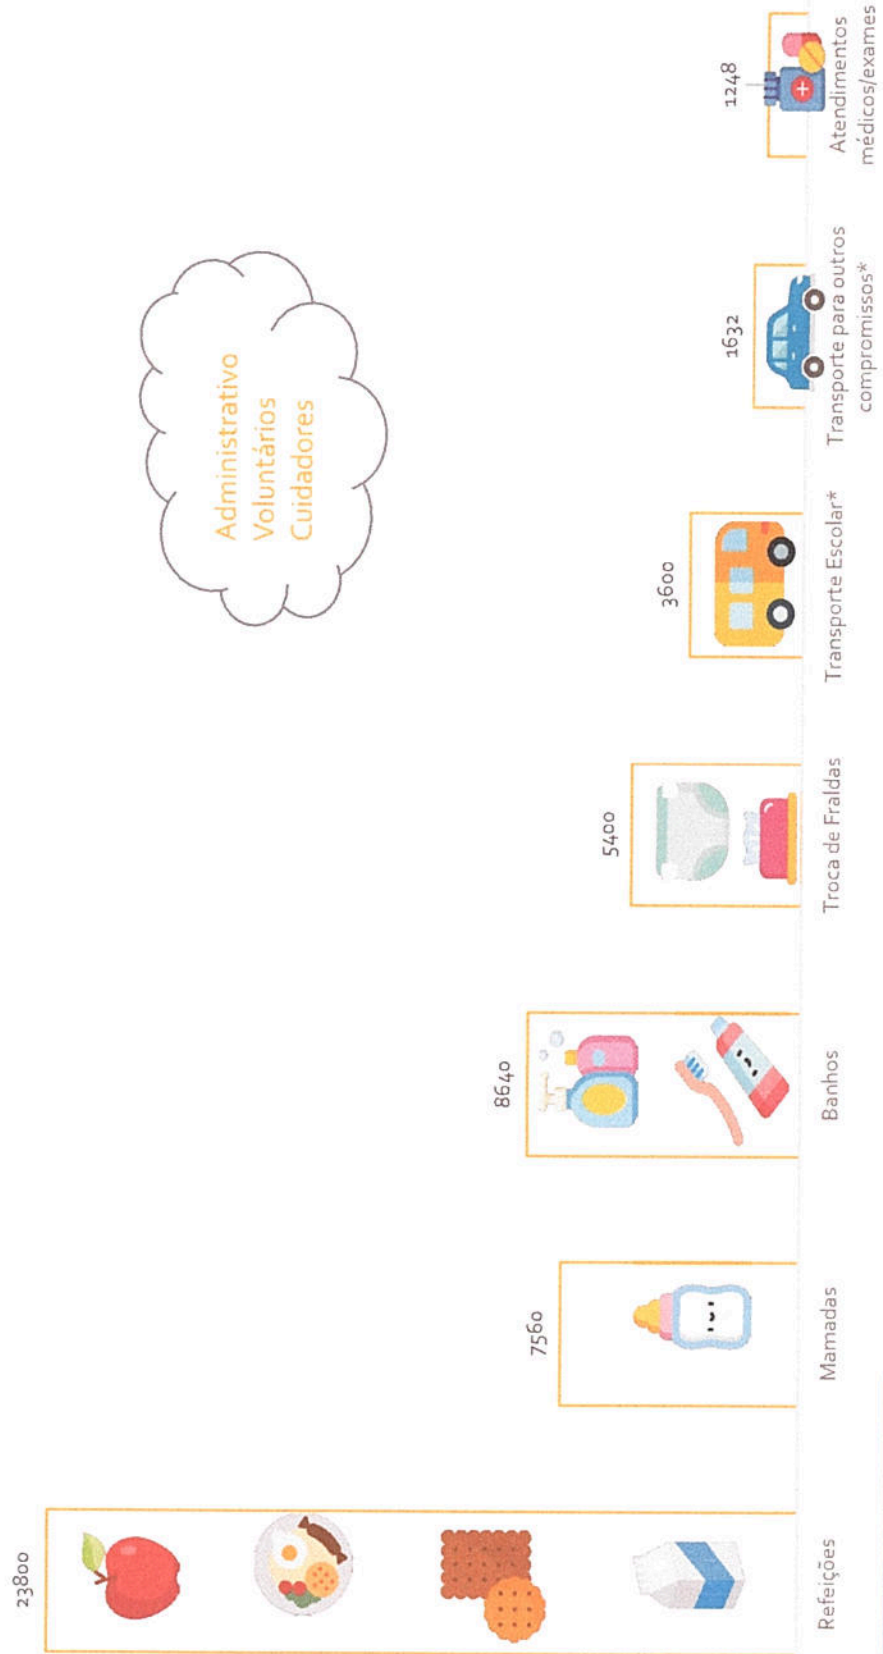 Administrativo
Voluntários
Cuidadores
23800
7560
8640
5400
3600
1632
1248
Refeições
Mamadas
Banhos
Troca de Fraldas
Transporte Escolar*
Transporte para outros
compromissos*
Atendimentos
médicos/exames